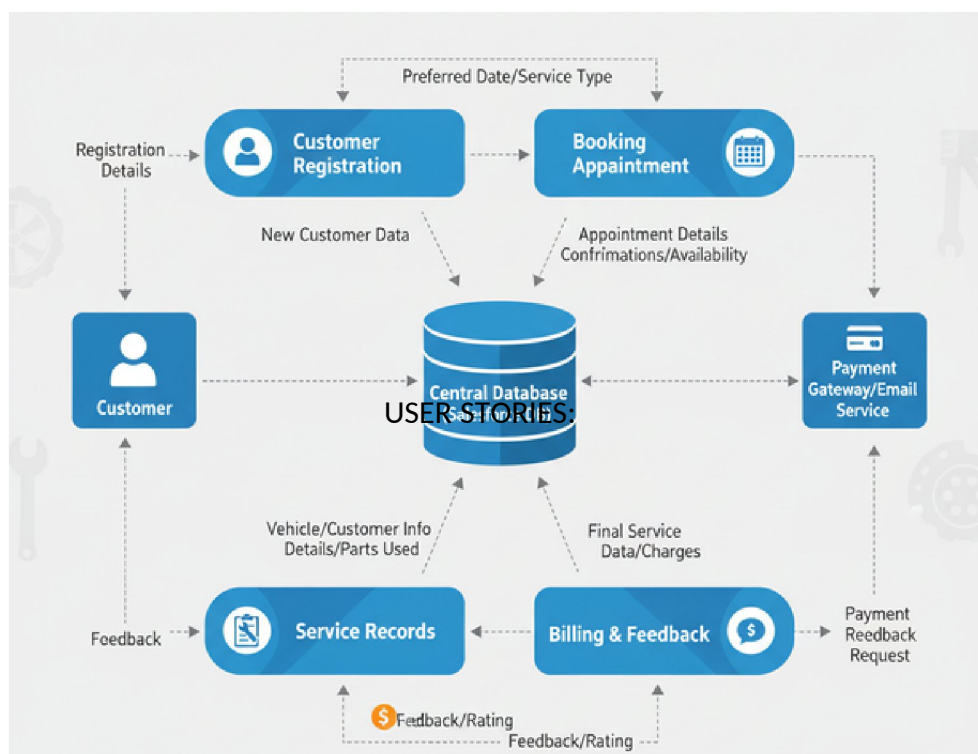 Preferred Date/Service Type
Customer
Registration
Booking
Appaintment
Registration
Details
New Customer Data
Appointment Details
Confrimations/Availability
Customer
Central Database
USER STORIES:
Payment
Gateway/Email
Service
Vehicle/Customer Info
Details/Parts Used
Final Service
Data/Charges
Feedback
Service Records
Billing & Feedback
$
Payment
Reedback
Request
$
Fedback/Rating
Feedback/Rating